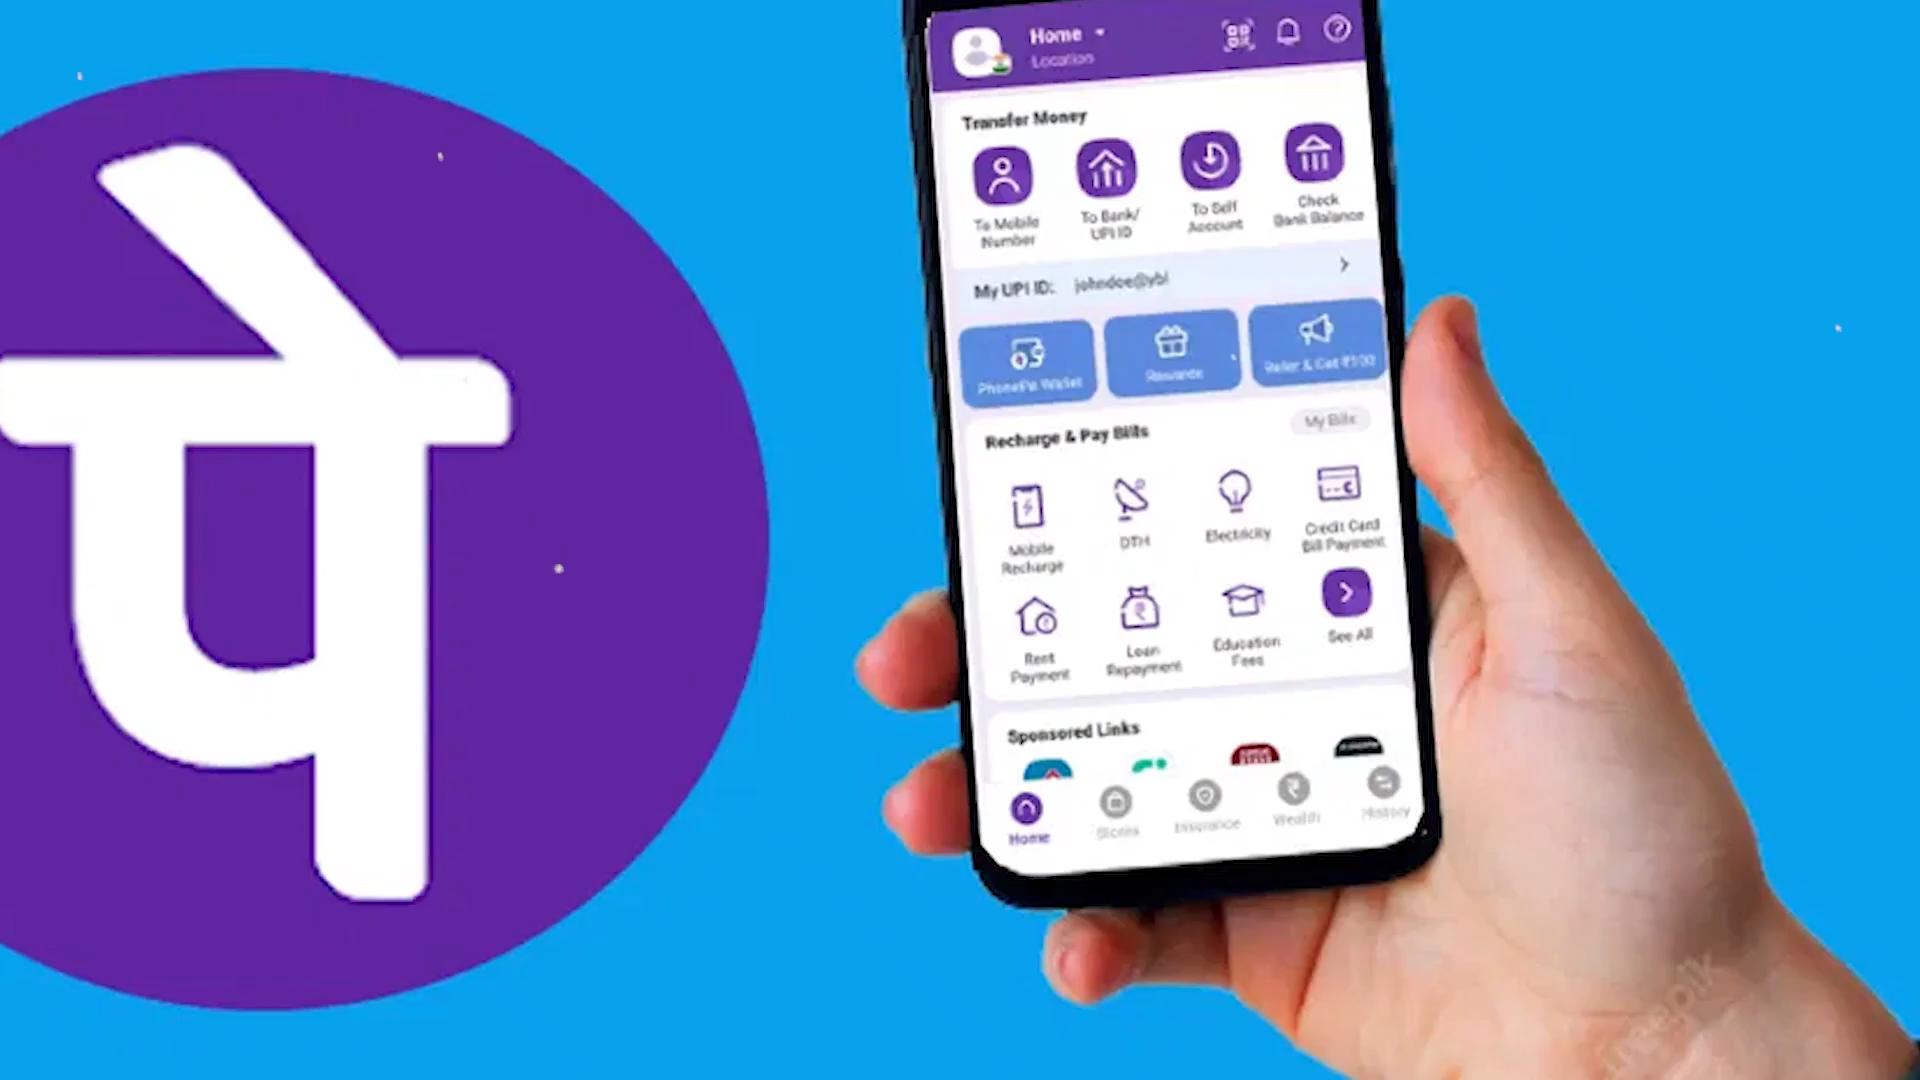 पे
Home
Location
Transfer Money
To Mobile
Number
To Bank/
UPI ID
To Self
Account
Check
Bank Balance
My UPI ID: johndoe@ybl
PhonePe Wallet
Rewards
Refer & Get ₹100
Recharge & Pay Bills
My Bills
Mobile
Recharge
DTH
Electricity
Credit Card
Bill Payment
Rent
Payment
Loan
Repayment
Education
Fees
See All
Sponsored Links
Home
Stores
Insurance
Wealth
History
freepik